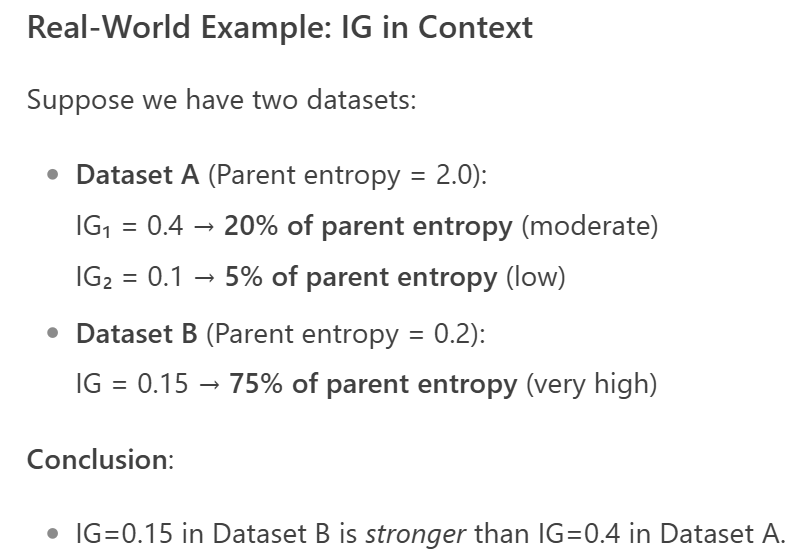 Real-World Example: IG in Context
Suppose we have two datasets:
• Dataset A (Parent entropy = 2.0):
IG₁ = 0.4 → 20% of parent entropy (moderate)
IG₂ = 0.1 → 5% of parent entropy (low)
• Dataset B (Parent entropy = 0.2):
IG = 0.15 → 75% of parent entropy (very high)
Conclusion:
• IG=0.15 in Dataset B is stronger than IG=0.4 in Dataset A.